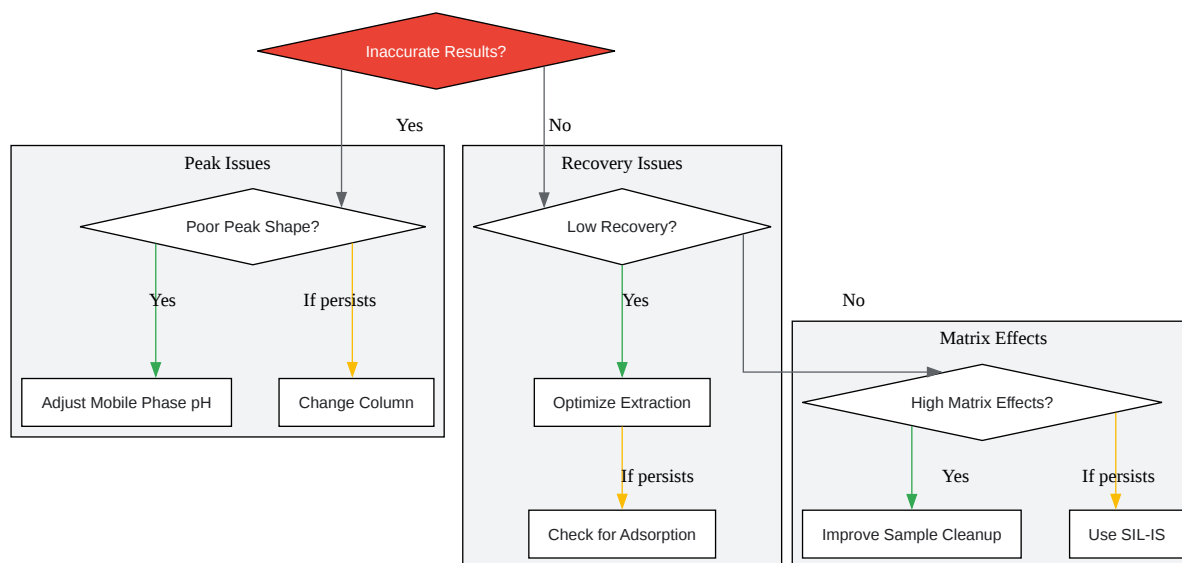 Inaccurate Results?
Yes
No
Peak Issues
Recovery Issues
Poor Peak Shape?
Low Recovery?
Yes
If persists
Yes
No
Matrix Effects
Adjust Mobile Phase pH
Change Column
Optimize Extraction
High Matrix Effects?
If persists
Yes
If persists
Check for Adsorption
Improve Sample Cleanup
Use SIL-IS